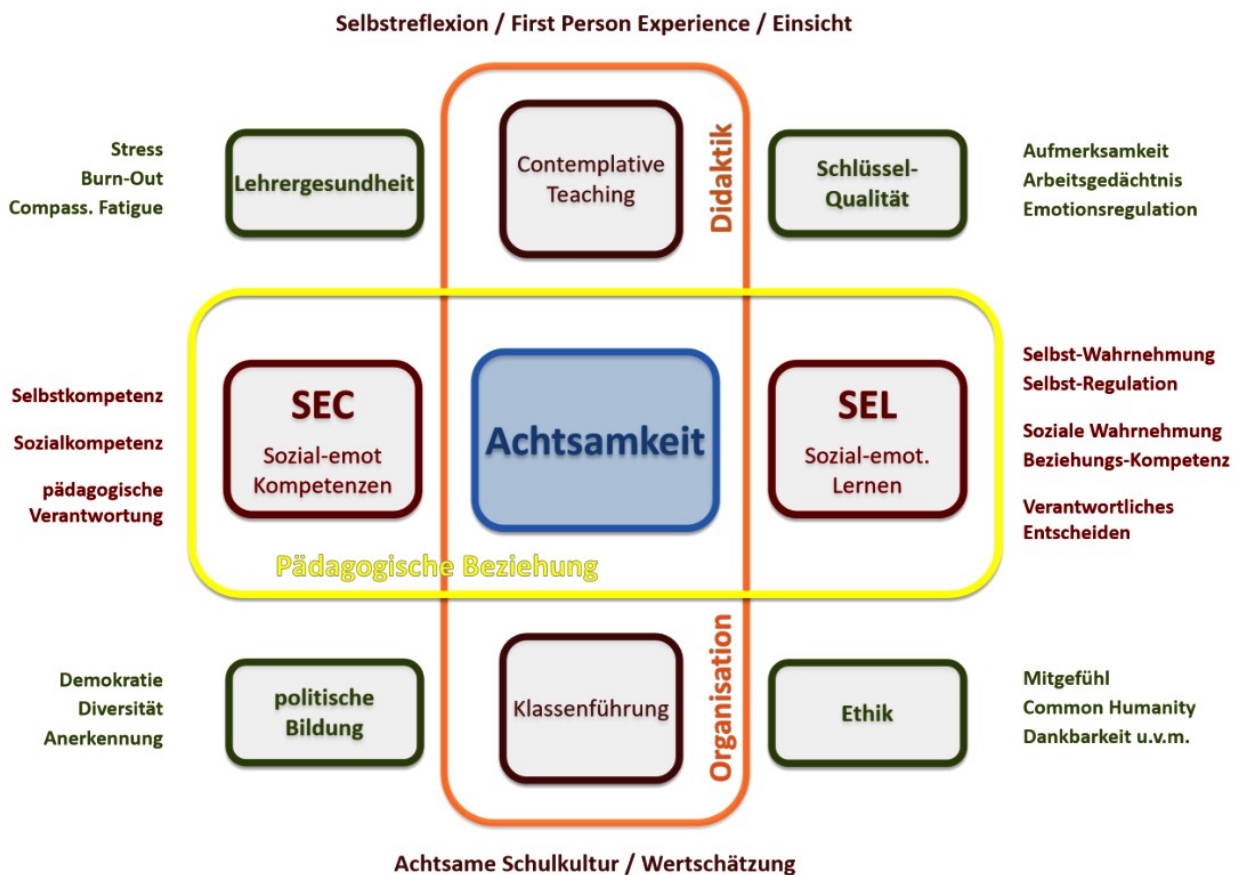 Selbstreflexion / First Person Experience / Einsicht
Stress
Burn-Out
Compass. Fatigue
Lehrergesundheit
Contemplative
Teaching
Didaktik
Schlüssel-
Qualität
Aufmerksamkeit
Arbeitsgedächtnis
Emotionsregulation
Selbstkompetenz
Sozialkompetenz
pädagogische
Verantwortung
SEC
Sozial-emot
Kompetenzen
Achtsamkeit
SEL
Sozial-emot.
Lernen
Selbst-Wahrnehmung
Selbst-Regulation
Soziale Wahrnehmung
Beziehungs-Kompetenz
Verantwortliches
Entscheiden
Pädagogische Beziehung
Demokratie
Diversität
Anerkennung
politische
Bildung
Klassenführung
Organisation
Ethik
Mitgefühl
Common Humanity
Dankbarkeit u.v.m.
Achtsame Schulkultur / Wertschätzung